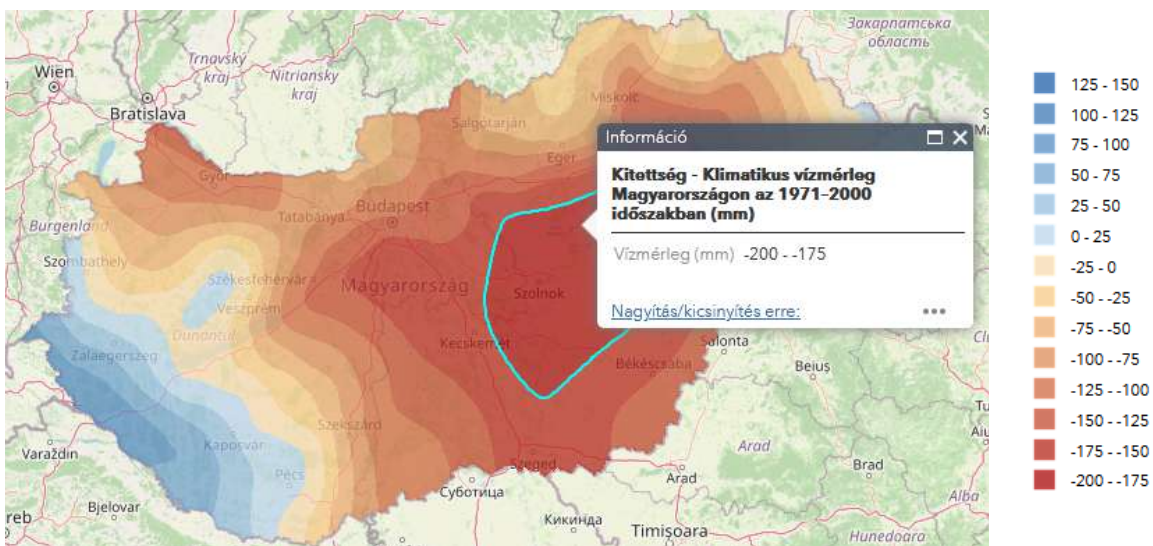 Закарпатська
область
Trnavský
kraj
Nitriansky
kraj
Wien
Bratislava
Miskolc
Salgótarján
Eger
Győr
Tatabánya
Budapest
Burgenland
Szombathely
Székesfehérvár
Veszprém
Magyarország
Szolnok
Dunántúl
Zalaegerszeg
Kecskemét
Békéscsaba
Salonta
Beiuș
Szekszárd
Kaposvár
Pécs
Szeged
Varaždin
Суботица
Arad
Arad
Brad
Alba
Bjelovar
Кикинда
Timișoara
Hunedoara
Információ
Kitettség - Klimatikus vízmérleg
Magyarországon az 1971–2000
időszakban (mm)
Vízmérleg (mm) -200 - -175
Nagyítás/kicsinyítés erre:
125 - 150
100 - 125
75 - 100
50 - 75
25 - 50
0 - 25
-25 - 0
-50 - -25
-75 - -50
-100 - -75
-125 - -100
-150 - -125
-175 - -150
-200 - -175